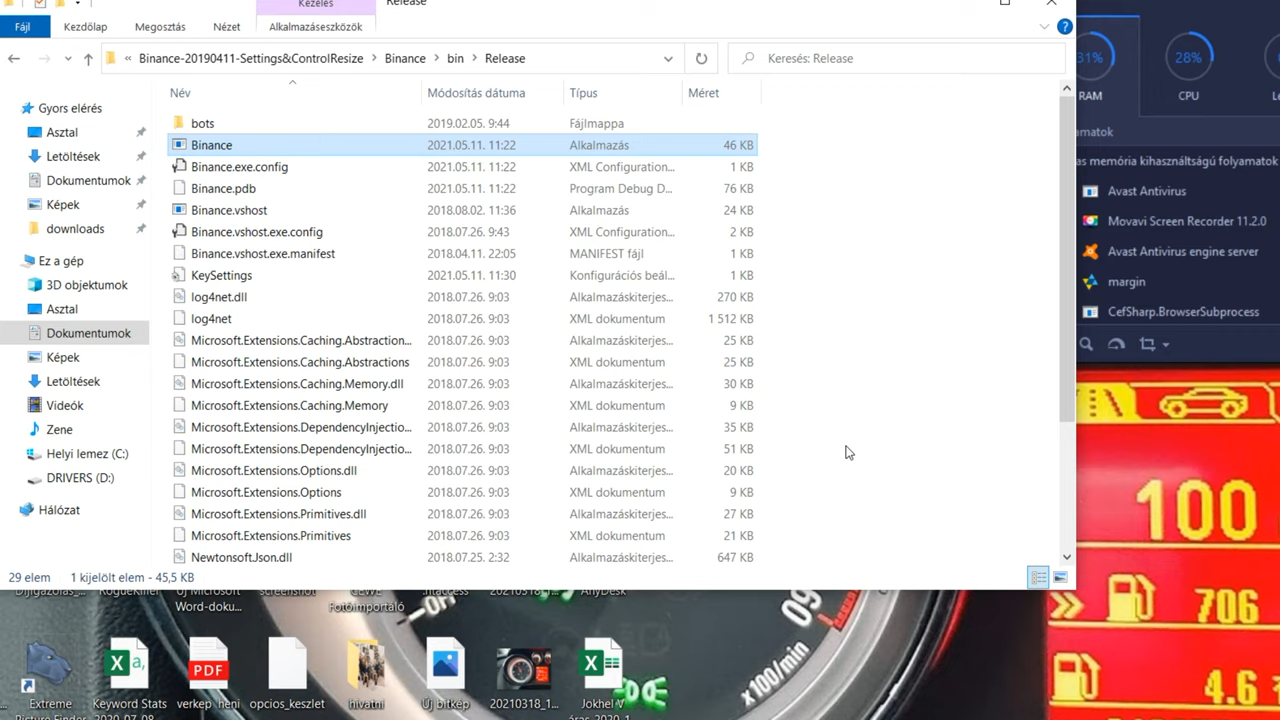 Kezelés
Release
Fájl
Kezdőlap
Megosztás
Nézet
Alkalmazáseszközök
« Binance-20190411-Settings&ControlResize
Binance
bin
Release
Keresés: Release
Név
Módosítás dátuma
Típus
Méret
Gyors elérés
Asztal
Letöltések
Dokumentumok
Képek
downloads
Ez a gép
3D objektumok
Asztal
Dokumentumok
Képek
Letöltések
Videók
Zene
Helyi lemez (C:)
DRIVERS (D:)
Hálózat
bots 2019.02.05. 9:44 Fájlmappa
Binance 2021.05.11. 11:22 Alkalmazás 46 KB
Binance.exe.config 2021.05.11. 11:22 XML Configuration... 1 KB
Binance.pdb 2021.05.11. 11:22 Program Debug D... 76 KB
Binance.vshost 2018.08.02. 11:36 Alkalmazás 24 KB
Binance.vshost.exe.config 2018.07.26. 9:43 XML Configuration... 2 KB
Binance.vshost.exe.manifest 2018.04.11. 22:05 MANIFEST fájl 1 KB
KeySettings 2021.05.11. 11:30 Konfigurációs beál... 1 KB
log4net.dll 2018.07.26. 9:03 Alkalmazáskiterjes... 270 KB
log4net 2018.07.26. 9:03 XML dokumentum 1 512 KB
Microsoft.Extensions.Caching.Abstraction... 2018.07.26. 9:03 Alkalmazáskiterjes... 25 KB
Microsoft.Extensions.Caching.Abstractions 2018.07.26. 9:03 XML dokumentum 25 KB
Microsoft.Extensions.Caching.Memory.dll 2018.07.26. 9:03 Alkalmazáskiterjes... 30 KB
Microsoft.Extensions.Caching.Memory 2018.07.26. 9:03 XML dokumentum 9 KB
Microsoft.Extensions.DependencyInjectio... 2018.07.26. 9:03 Alkalmazáskiterjes... 35 KB
Microsoft.Extensions.DependencyInjectio... 2018.07.26. 9:03 XML dokumentum 51 KB
Microsoft.Extensions.Options.dll 2018.07.26. 9:03 Alkalmazáskiterjes... 20 KB
Microsoft.Extensions.Options 2018.07.26. 9:03 XML dokumentum 9 KB
Microsoft.Extensions.Primitives.dll 2018.07.26. 9:03 Alkalmazáskiterjes... 27 KB
Microsoft.Extensions.Primitives 2018.07.26. 9:03 XML dokumentum 21 KB
Newtonsoft.Json.dll 2018.07.25. 2:32 Alkalmazáskiterjes... 647 KB
29 elem 1 kijelölt elem - 45,5 KB
31%
28%
RAM
CPU
Avast Antivirus
Movavi Screen Recorder 11.2.0
Avast Antivirus engine server
margin
CefSharp.BrowserSubprocess
100
706
4.6
x100/min
Új Microsoft
Word-doku...
Fotóimportáló
AnyDesk
Extreme
Keyword Stats
verkep_heni
opcios_keszlet
hivatni
Új bitkép
20210318_1...
Jokhel V